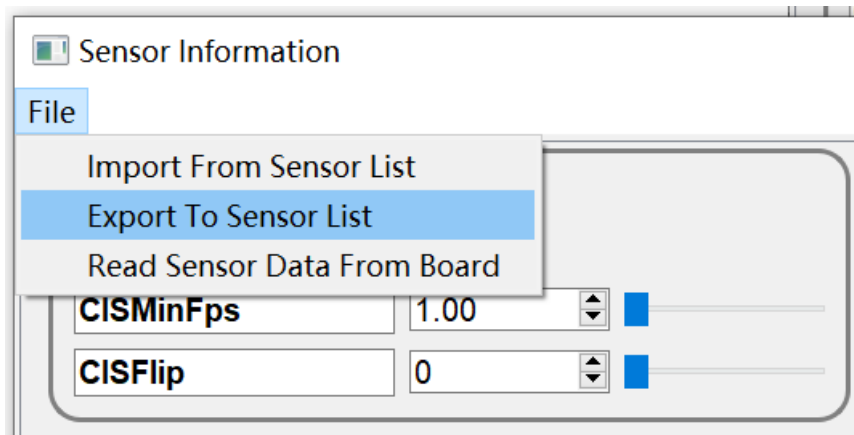 Sensor Information
File
Import From Sensor List
Export To Sensor List
Read Sensor Data From Board
CISMinFps 1.00
CISFlip 0